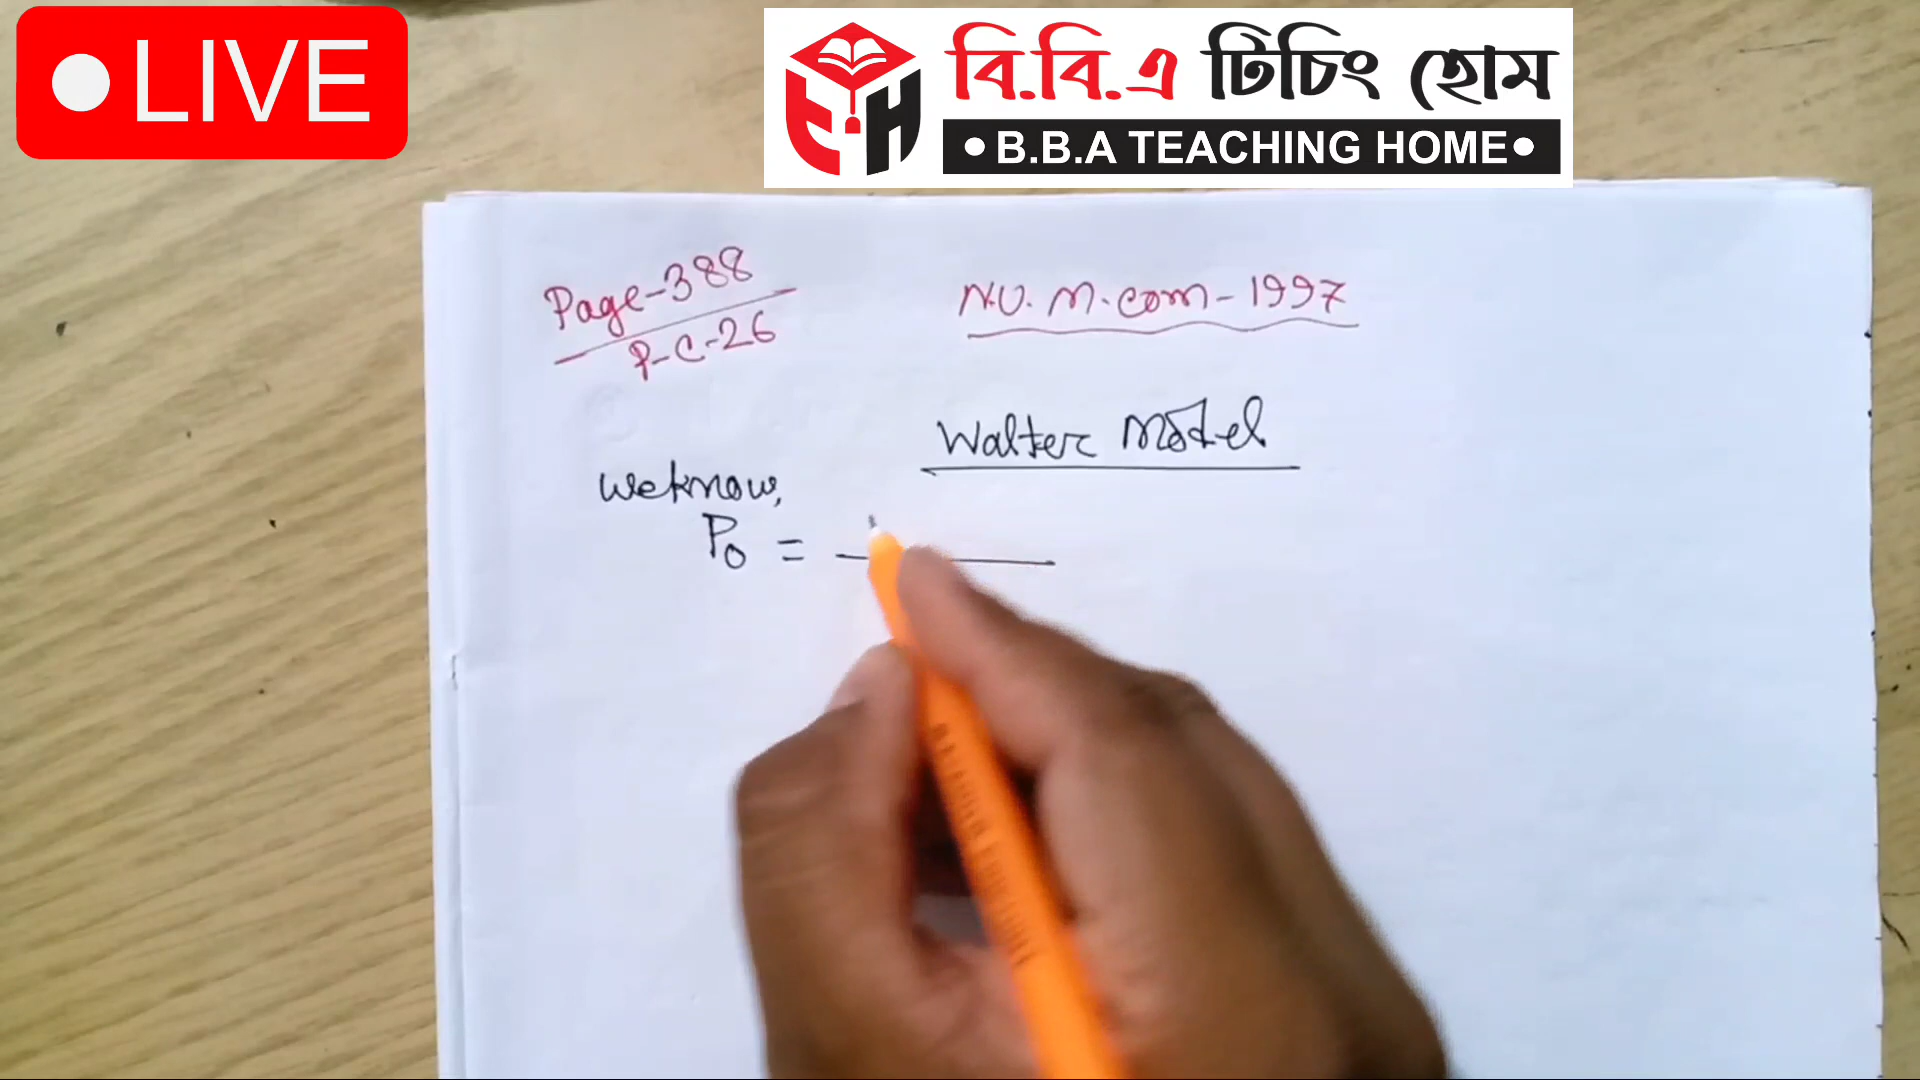 LIVE
বি.বি.এ টিচিং হোম
• B.B.A TEACHING HOME •
Page-388
P-C-26
N.U. M.com-1997
Walter Model
We know,
P₀ =